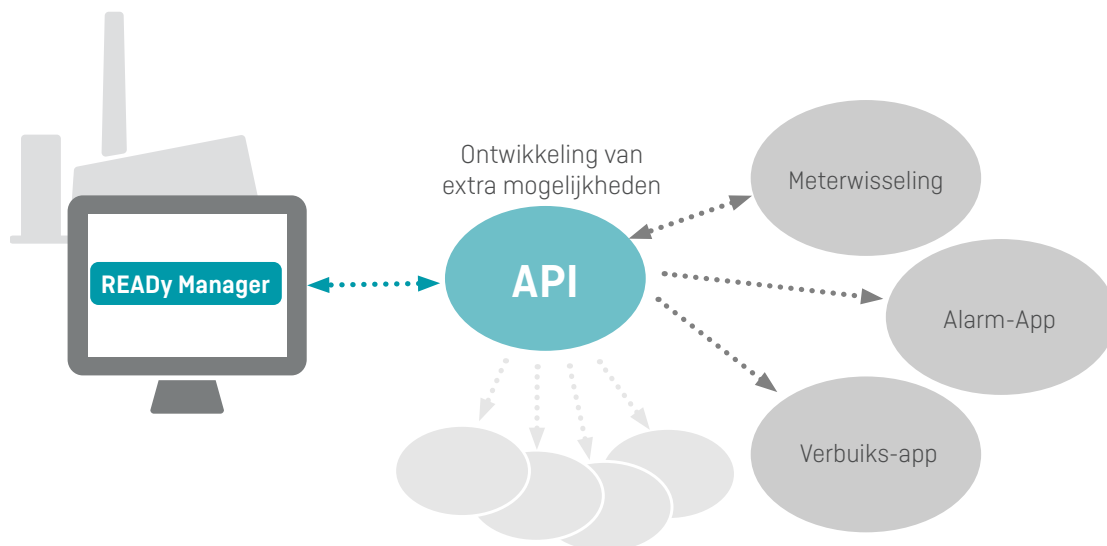 Ontwikkeling van
extra mogelijkheden
Meterwisseling
READy Manager
API
Alarm-App
Verbuiks-app